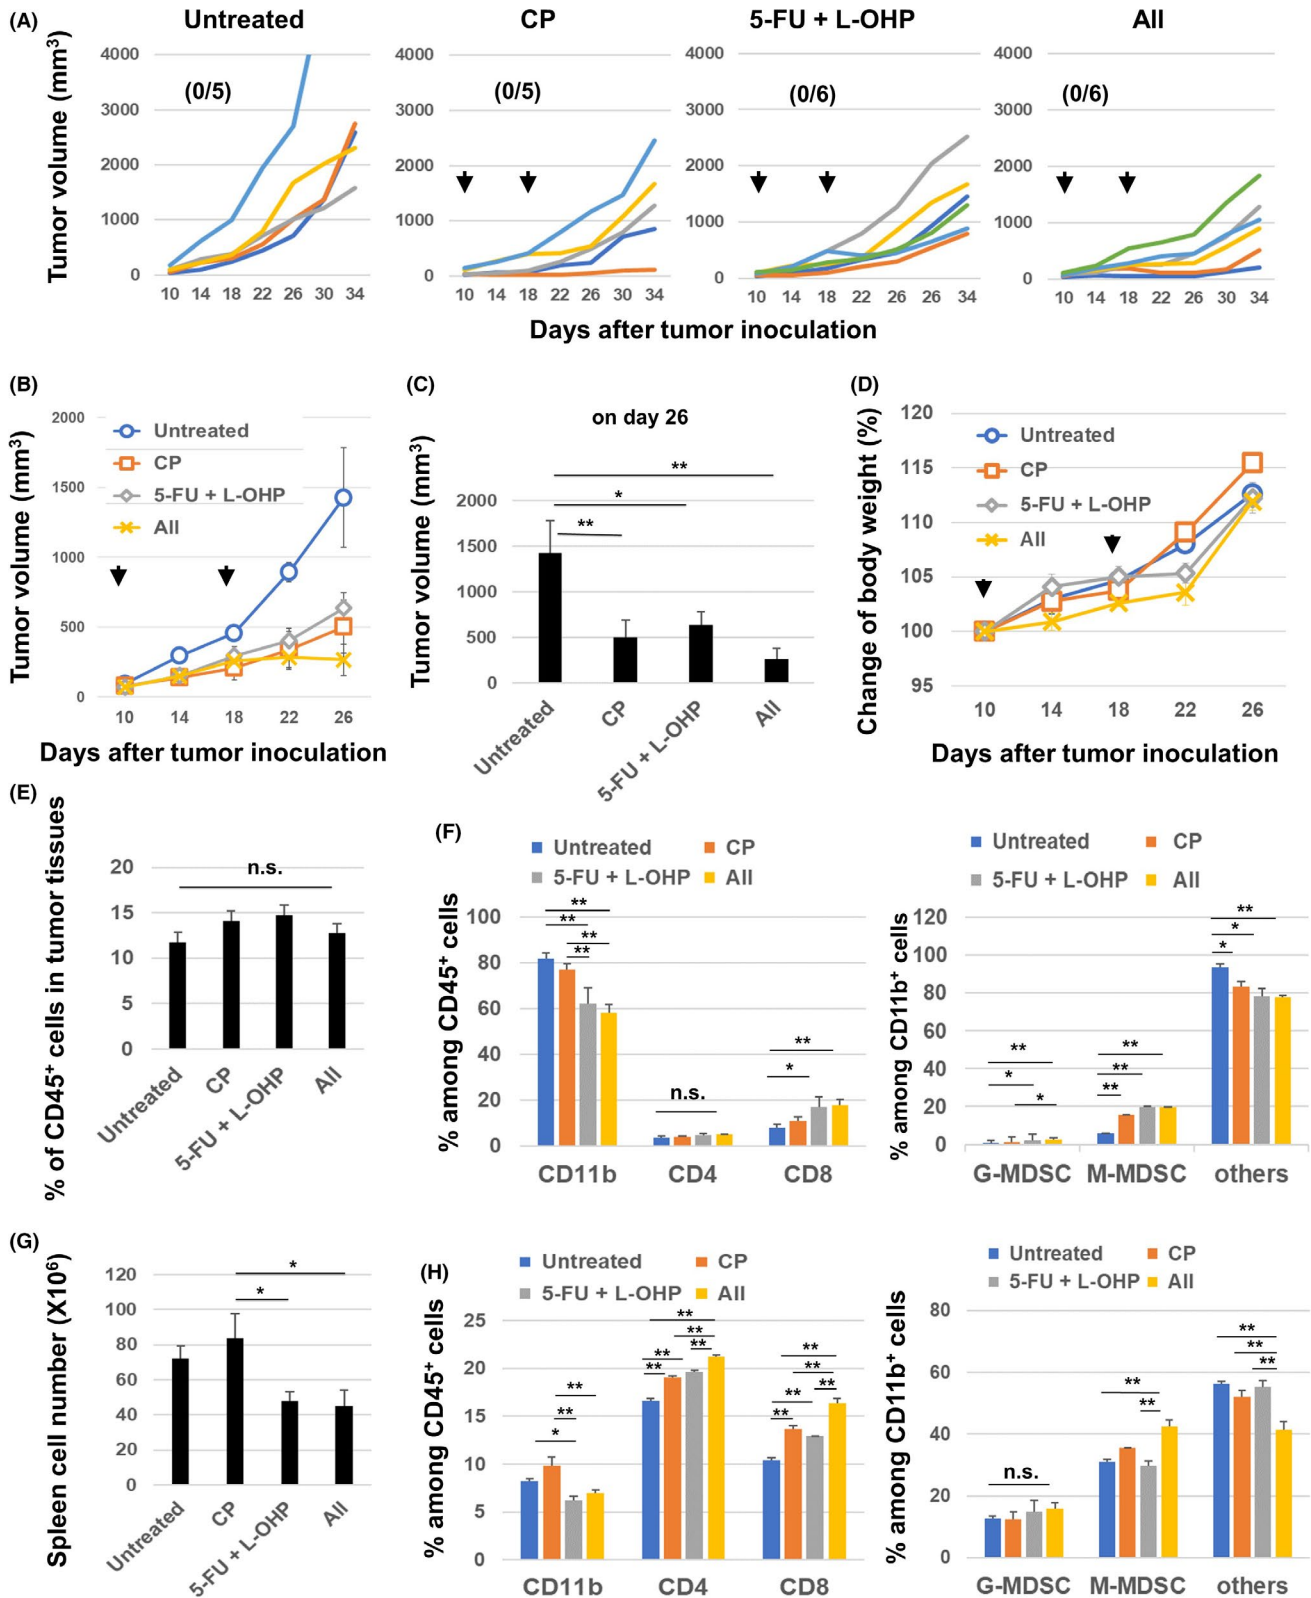 (A)
Untreated CP 5-FU + L-OHP All
Tumor volume (mm³)
4000 4000 4000 4000
(0/5) (0/5) (0/6) (0/6)
3000 3000 3000 3000
2000 2000 2000 2000
1000 1000 1000 1000
0 0 0 0
10 14 18 22 26 30 34 10 14 18 22 26 30 34 10 14 18 22 26 26 34 10 14 18 22 26 30 34
Days after tumor inoculation
(B)
Tumor volume (mm³)
2000
1500
1000
500
0
Untreated
CP
5-FU + L-OHP
All
10 14 18 22 26
Days after tumor inoculation
(C)
on day 26
Tumor volume (mm³)
**
*
**
2000
1500
1000
500
0
Untreated CP 5-FU + L-OHP All
(D)
Change of body weight (%)
120
115
110
105
100
95
Untreated
CP
5-FU + L-OHP
All
10 14 18 22 26
Days after tumor inoculation
(E)
% of CD45⁺ cells in tumor tissues
n.s.
20
15
10
5
0
Untreated CP 5-FU + L-OHP All
(F)
Untreated CP
5-FU + L-OHP All
% among CD45⁺ cells
100
80
60
40
20
0
**
**
**
**
n.s.
**
*
CD11b CD4 CD8
Untreated CP
5-FU + L-OHP All
% among CD11b⁺ cells
120
100
80
60
40
20
0
**
*
*
**
**
**
**
*
*
G-MDSC M-MDSC others
(G)
Spleen cell number (X10⁶)
120
100
80
60
40
20
0
*
*
Untreated CP 5-FU + L-OHP All
(H)
Untreated CP
5-FU + L-OHP All
% among CD45⁺ cells
25
20
15
10
5
0
**
**
*
**
**
**
**
**
**
**
**
**
**
CD11b CD4 CD8
Untreated CP
5-FU + L-OHP All
% among CD11b⁺ cells
80
60
40
20
0
n.s.
**
**
**
**
**
G-MDSC M-MDSC others